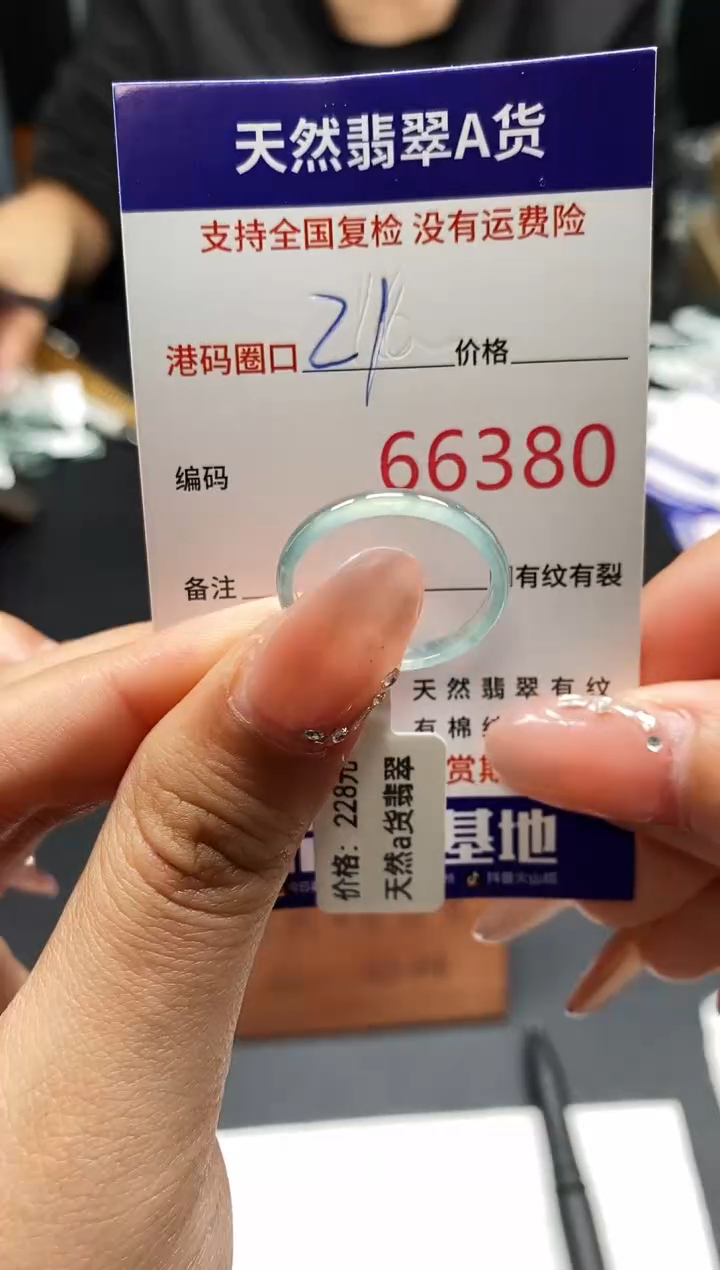 天然翡翠A货
支持全国复检 没有运费险
港码圈口 21 价格
编码 66380
备注 有纹有裂
天然翡翠有纹
有棉
赏
基地
价格：228元
天然a货翡翠